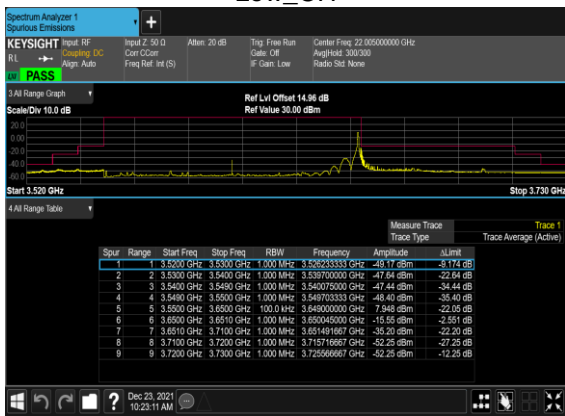 Spectrum Analyzer 1
Spurious Emissions
KEYSIGHT Input: RF Input Z: 50 Ω Atten: 20 dB Trig: Free Run Center Freq: 22.005000000 GHz
RL Coupling: DC Corr CCorr Gate: Off Avg|Hold: 300/300
Align: Auto Freq Ref: Int (S) IF Gain: Low Radio Std: None
PASS
3.All Range Graph Ref Lvl Offset 14.96 dB
Scale/Div 10.0 dB Ref Value 30.00 dBm
20.0
0.00
-20.0
-40.0
-60.0
Start 3.520 GHz Stop 3.730 GHz
4.All Range Table
Measure Trace Trace 1
Trace Type Trace Average (Active)
Spur Range Start Freq Stop Freq RBW Frequency Amplitude ΔLimit
1 1 3.5200 GHz 3.5300 GHz 1.000 MHz 3.526233333 GHz -49.17 dBm -9.174 dB
2 2 3.5300 GHz 3.5400 GHz 1.000 MHz 3.539700000 GHz -47.64 dBm -22.64 dB
3 3 3.5400 GHz 3.5490 GHz 1.000 MHz 3.540075000 GHz -47.44 dBm -34.44 dB
4 4 3.5490 GHz 3.5500 GHz 1.000 MHz 3.549703333 GHz -48.40 dBm -35.40 dB
5 5 3.5500 GHz 3.6500 GHz 100.0 kHz 3.649000000 GHz 7.948 dBm -22.05 dB
6 6 3.6500 GHz 3.6510 GHz 1.000 MHz 3.650045000 GHz -15.55 dBm -2.551 dB
7 7 3.6510 GHz 3.7100 GHz 1.000 MHz 3.651491667 GHz -35.20 dBm -22.20 dB
8 8 3.7100 GHz 3.7200 GHz 1.000 MHz 3.715716667 GHz -52.25 dBm -27.25 dB
9 9 3.7200 GHz 3.7300 GHz 1.000 MHz 3.725566667 GHz -52.25 dBm -12.25 dB
Dec 23, 2021
10:23:11 AM